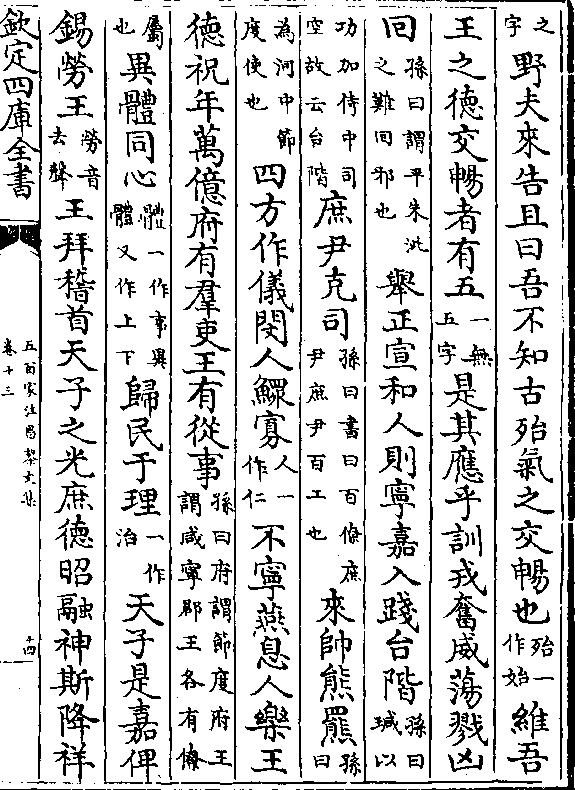 之字野夫來告且曰吾不知古殆氣之交暢也殆一作始維吾
王之德交暢者有五一無五字是其應乎訓戎奮威蕩戮凶
回孫曰謂平朱泚之難回邪也舉正宣和人則寧嘉入踐台階孫曰瑊以
功加侍中司空故云台階庶尹克司孫曰書曰百僚庶尹庶尹百工也來帥熊羆孫曰
為河中節度使也四方作儀閔人鰥寡人一作仁不寧燕息人樂王
德祝年萬億府有羣吏王有從事孫曰府謂節度府王謂咸寧郡王各有僚
屬也異體同心體一作事異體又作上下歸民于理一作治天子是嘉俾
錫勞王勞音去聲王拜稽首天子之光庶德昭融神斯降祥
欽定四庫全書
五百家注昌黎文集
卷十三
十四